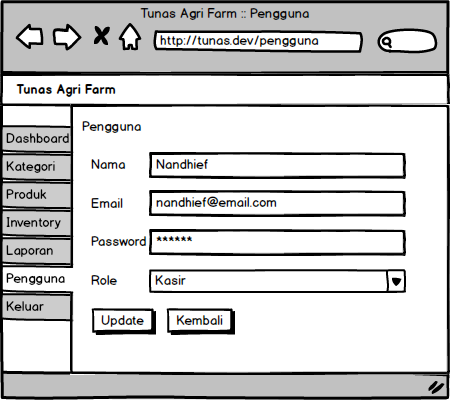 Tunas Agri Farm :: Pengguna
http://tunas.dev/pengguna
Tunas Agri Farm
Dashboard
Kategori
Produk
Inventory
Laporan
Pengguna
Keluar
Pengguna
Nama Nandhief
Email nandhief@email.com
Password ******
Role Kasir
Update Kembali